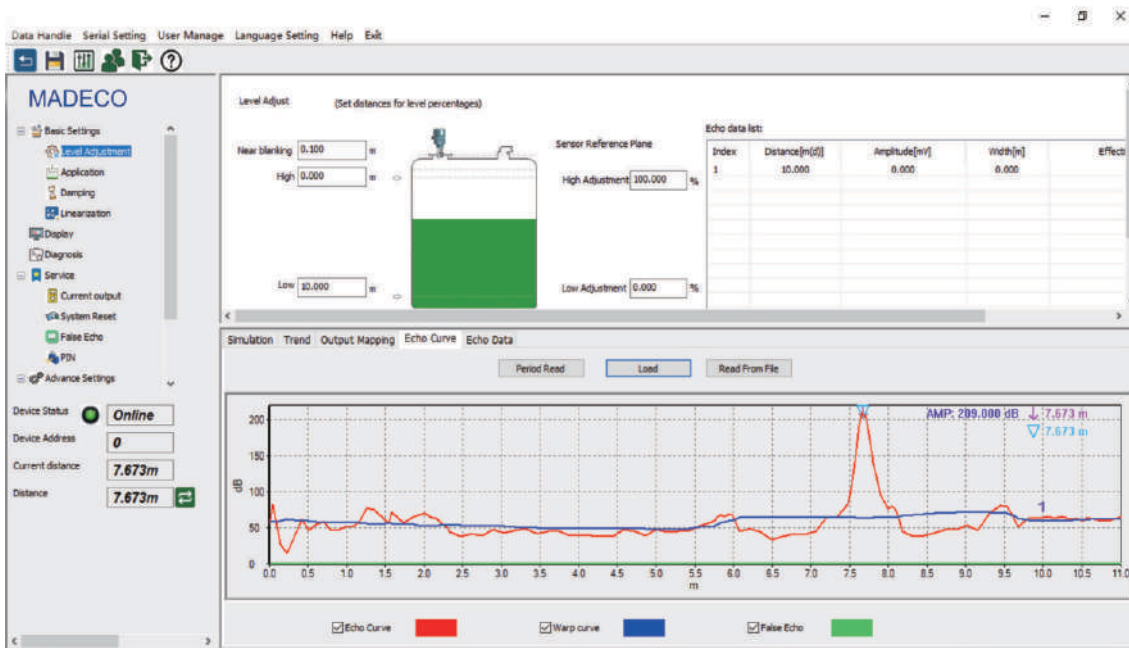 Data Handle Serial Setting User Manage Language Setting Help Exit
MADECO
Basic Settings
Level Adjustment
Application
Damping
Linearization
Display
Diagnosis
Service
Current output
System Reset
False Echo
PIN
Advance Settings
Device Status Online
Device Address 0
Current distance 7.673m
Distance 7.673m
Level Adjust (Set distances for level percentages)
Near blanking 0.100 m
High 0.000 m
Low 10.000 m
Sensor Reference Plane
High Adjustment 100.000 %
Low Adjustment 0.000 %
Echo data list:
Index Distance[m(d)] Amplitude[mV] Width[m] Effecti
1 10.000 0.000 0.000
Simulation Trend Output Mapping Echo Curve Echo Data
Period Read Load Read From File
AMP: 209.000 dB 7.673 m
7.673 m
200
150
100
50
0
dB
1
0.0 0.5 1.0 1.5 2.0 2.5 3.0 3.5 4.0 4.5 5.0 5.5 6.0 6.5 7.0 7.5 8.0 8.5 9.0 9.5 10.0 10.5 11.0
m
Echo Curve Warp curve False Echo